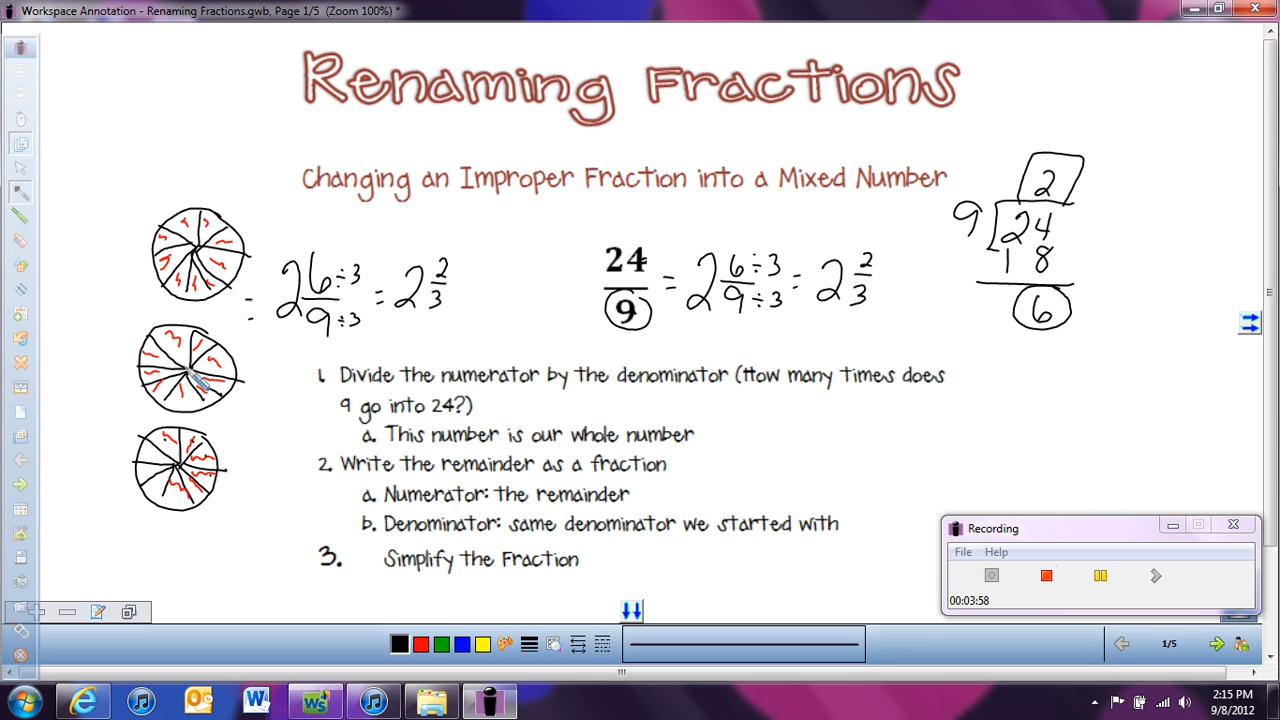 Workspace Annotation - Renaming Fractions.gwb, Page 1/5 (Zoom 100%) *
Renaming Fractions
Changing an Improper Fraction into a Mixed Number
= 2 6/9 ÷3 ÷3 = 2 2/3
24/9 = 2 6/9 ÷3 ÷3 = 2 2/3
2
9 24
18
6
1. Divide the numerator by the denominator (How many times does
9 go into 24?)
a. This number is our whole number
2. Write the remainder as a fraction
a. Numerator: the remainder
b. Denominator: same denominator we started with
3. Simplify the Fraction
Recording
File Help
00:03:58
1/5
2:15 PM
9/8/2012